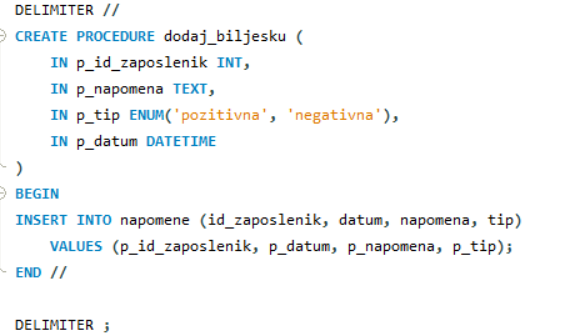 DELIMITER //
CREATE PROCEDURE dodaj_bilješku (
    IN p_id_zaposlenik INT,
    IN p_napomena TEXT,
    IN p_tip ENUM('pozitivna', 'negativna'),
    IN p_datum DATETIME
)
BEGIN
INSERT INTO napomene (id_zaposlenik, datum, napomena, tip)
    VALUES (p_id_zaposlenik, p_datum, p_napomena, p_tip);
END //

DELIMITER ;